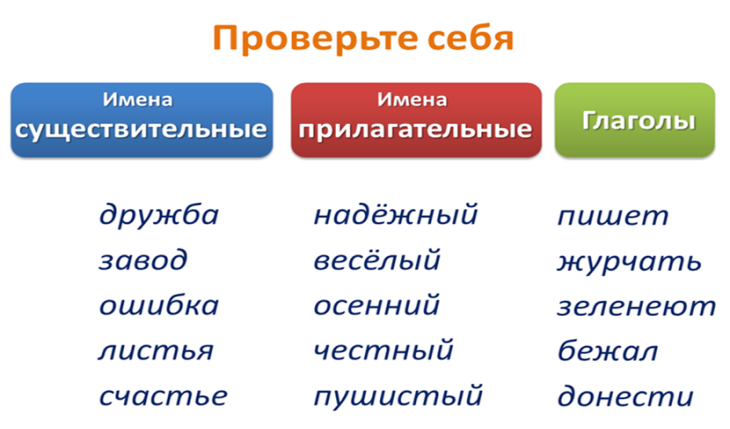 Проверьте себя
Имена существительные
Имена прилагательные
Глаголы
дружба надёжный пишет
завод весёлый журчать
ошибка осенний зеленеют
листья честный бежал
счастье пушистый донести